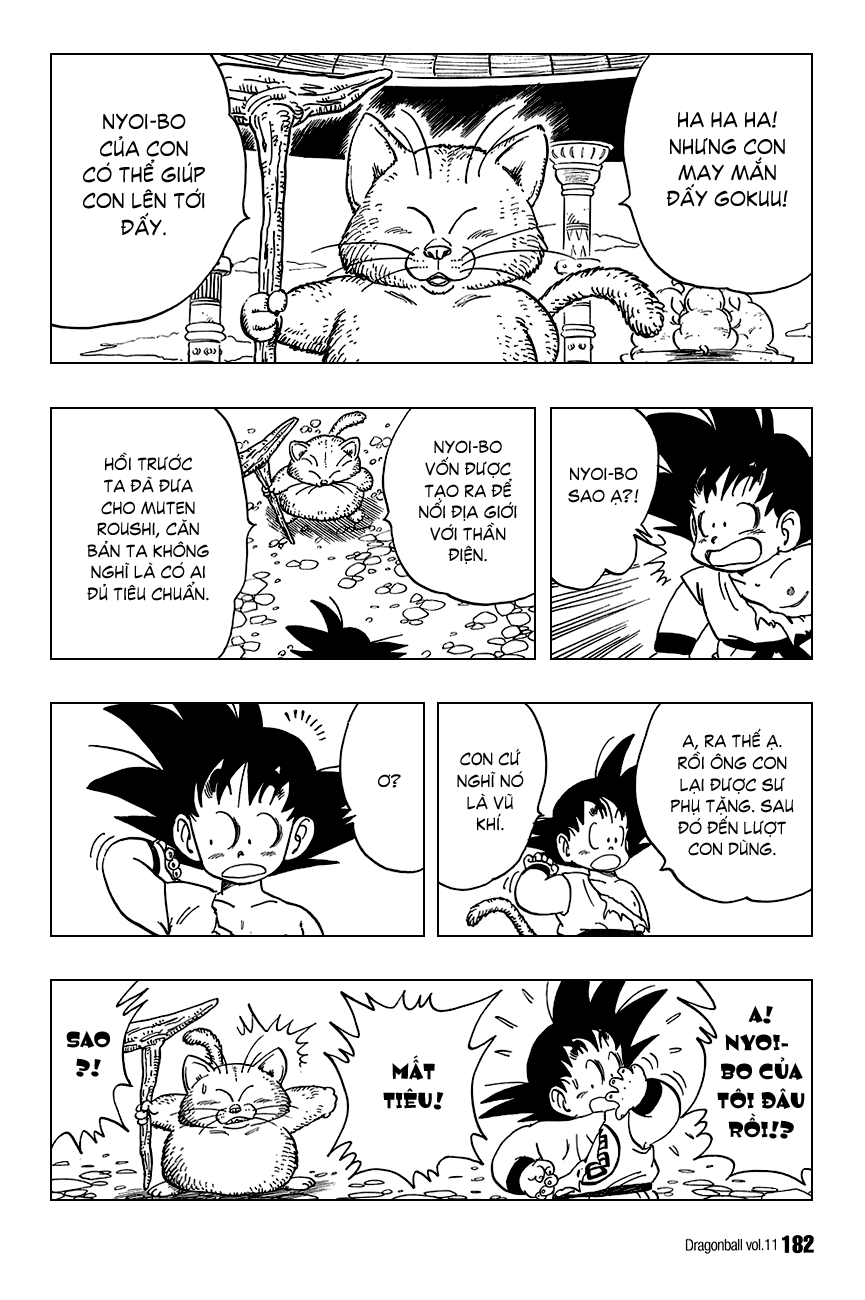 HA HA HA!
NHƯNG CON
MAY MẮN
ĐẤY GOKUU!
NYOI-BO
CỦA CON
CÓ THỂ GIÚP
CON LÊN TỚI
ĐẤY.
NYOI-BO
SAO Ạ?!
NYOI-BO
VỐN ĐƯỢC
TẠO RA ĐỂ
NỐI ĐỊA GIỚI
VỚI THẦN
ĐIỆN.
HỒI TRƯỚC
TA ĐÃ ĐƯA
CHO MUTEN
ROUSHI, CĂN
BẢN TA KHÔNG
NGHĨ LÀ CÓ AI
ĐỦ TIÊU CHUẨN.
A, RA THẾ Ạ.
RỒI ÔNG CON
LẠI ĐƯỢC SƯ
PHỤ TẶNG. SAU
ĐÓ ĐẾN LƯỢT
CON DÙNG.
CON CỨ
NGHĨ NÓ
LÀ VŨ
KHÍ.
Ơ?
A!
NYOI-
BO CỦA
TÔI ĐÂU
RỒI!?
MẤT
TIÊU!
SAO
?!
Dragonball vol.11 182